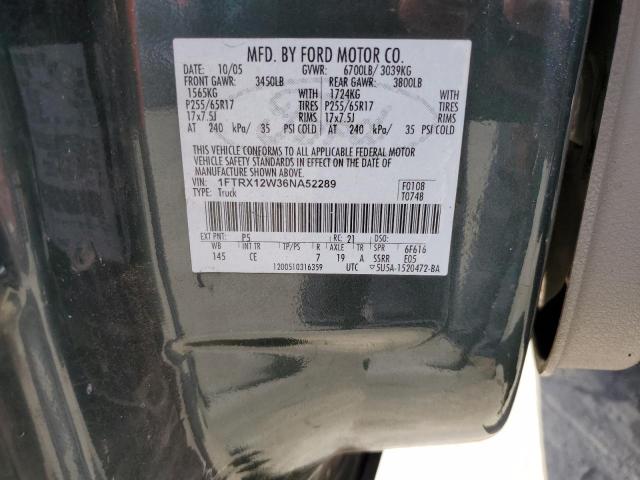 MFD. BY FORD MOTOR CO.
DATE: 10/05 GVWR: 6700LB/ 3039KG
FRONT GAWR: 3450LB REAR GAWR: 3800LB
1565KG WITH 1724KG WITH
P255/65R17 TIRES P255/65R17 TIRES
17x7.5J RIMS 17x7.5J RIMS
AT 240 kPa/ 35 PSI COLD AT 240 kPa/ 35 PSI COLD
THIS VEHICLE CONFORMS TO ALL APPLICABLE FEDERAL MOTOR
VEHICLE SAFETY STANDARDS IN EFFECT ON THE DATE OF
MANUFACTURE SHOWN ABOVE.
VIN: 1FTRX12W36NA52289 F0108
TYPE: Truck T0748
EXT PNT: P5 RC: 21 DSO:
WB INT TR TP/PS R AXLE TR SPR 6F616
145 CE 7 19 A SSRR E05
1200510316359 UTC ▽5U5A-1520472-BA